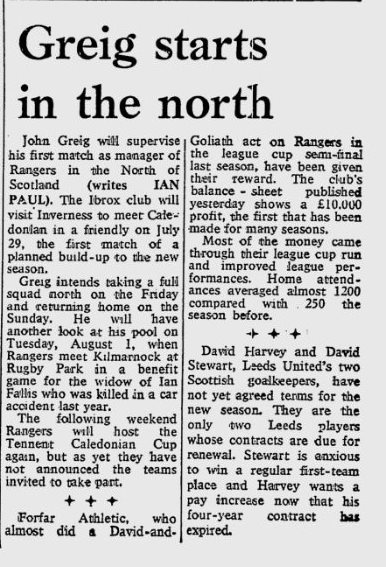 Greig starts
in the north
John Greig will supervise
his first match as manager of
Rangers in the North of
Scotland (writes IAN
PAUL). The Ibrox club will
visit Inverness to meet Cale-
donian in a friendly on July
29, the first match of a
planned build-up to the new
season.
Greig intends taking a full
squad north on the Friday
and returning home on the
Sunday. He will have
another look at his pool on
Tuesday, August 1, when
Rangers meet Kilmarnock at
Rugby Park in a benefit
game for the widow of Ian
Fallis who was killed in a car
accident last year.
The following weekend
Rangers will host the
Tennent Caledonian Cup
again, but as yet they have
not announced the teams
invited to take part.
+ + +
Forfar Athletic, who
almost did a David-and-
Goliath act on Rangers in
the league cup semi-final
last season, have been given
their reward. The club's
balance-sheet published
yesterday shows a £10,000
profit, the first that has been
made for many seasons.
Most of the money came
through their league cup run
and improved league per-
formances. Home attend-
ances averaged almost 1200
compared with 250 the
season before.
+ + +
David Harvey and David
Stewart, Leeds United's two
Scottish goalkeepers, have
not yet agreed terms for the
new season. They are the
only two Leeds players
whose contracts are due for
renewal. Stewart is anxious
to win a regular first-team
place and Harvey wants a
pay increase now that his
four-year contract has
expired.